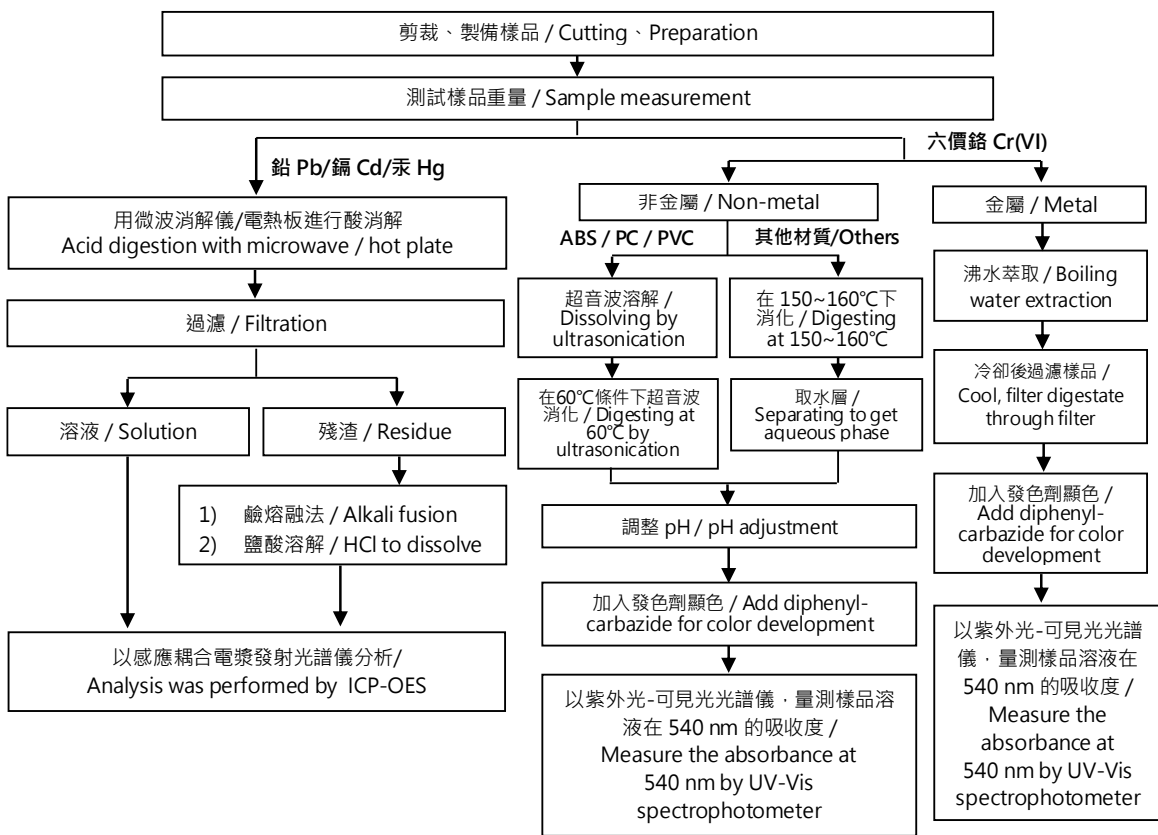 剪裁、製備樣品 / Cutting、Preparation
測試樣品重量 / Sample measurement
鉛 Pb/鎘 Cd/汞 Hg
六價鉻 Cr(VI)
用微波消解儀/電熱板進行酸消解
Acid digestion with microwave / hot plate
過濾 / Filtration
溶液 / Solution
殘渣 / Residue
1) 鹼熔融法 / Alkali fusion
2) 鹽酸溶解 / HCl to dissolve
以感應耦合電漿發射光譜儀分析/
Analysis was performed by ICP-OES
非金屬 / Non-metal
ABS / PC / PVC
其他材質/Others
超音波溶解 /
Dissolving by
ultrasonication
在60℃條件下超音波
消化 / Digesting at
60℃ by
ultrasonication
在 150~160℃下
消化 / Digesting
at 150~160℃
取水層 /
Separating to get
aqueous phase
調整 pH / pH adjustment
加入發色劑顯色 / Add diphenyl-
carbazide for color development
以紫外光-可見光光譜儀，量測樣品溶
液在 540 nm 的吸收度 /
Measure the absorbance at
540 nm by UV-Vis
spectrophotometer
金屬 / Metal
沸水萃取 / Boiling
water extraction
冷卻後過濾樣品 /
Cool, filter digestate
through filter
加入發色劑顯色 /
Add diphenyl-
carbazide for color
development
以紫外光-可見光光譜
儀，量測樣品溶液在
540 nm 的吸收度 /
Measure the
absorbance at
540 nm by UV-Vis
spectrophotometer